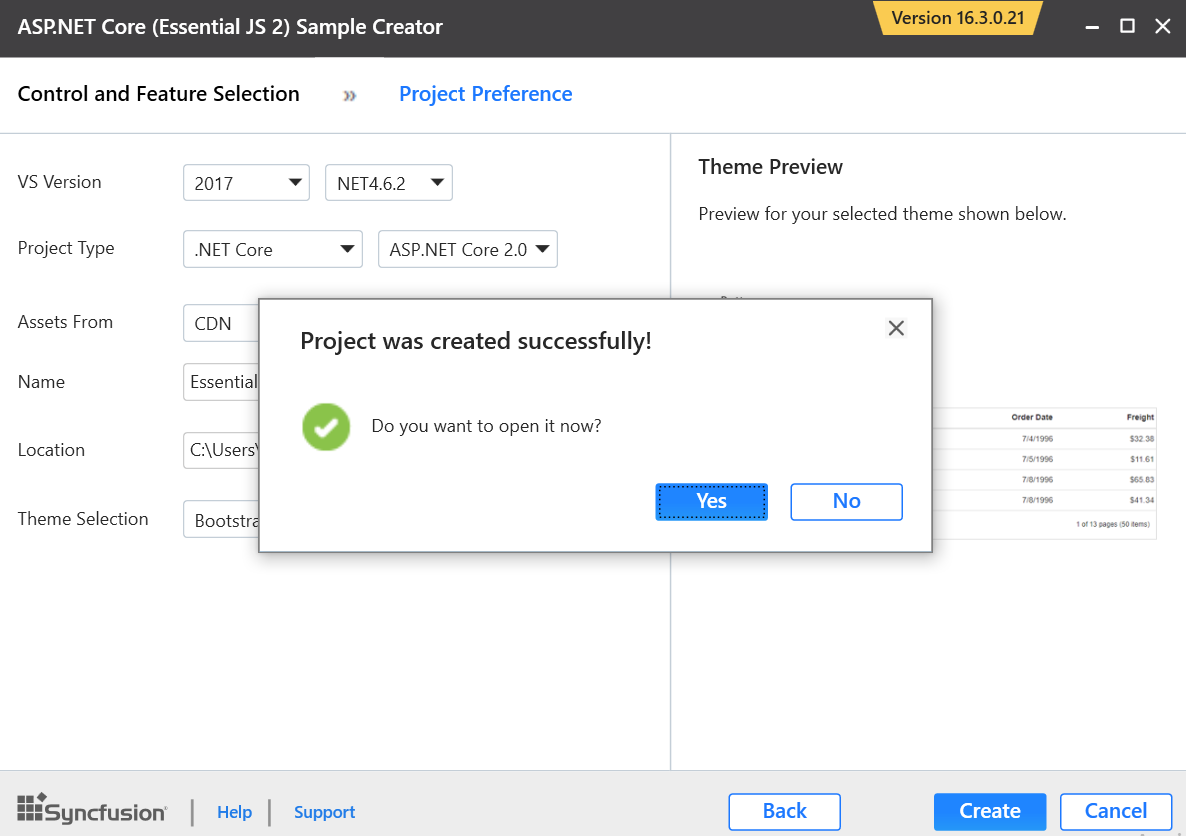 ASP.NET Core (Essential JS 2) Sample Creator
Version 16.3.0.21
Control and Feature Selection
Project Preference
VS Version
2017
NET4.6.2
Project Type
.NET Core
ASP.NET Core 2.0
Assets From
CDN
Name
Essential
Location
C:\Users\
Theme Selection
Bootstra
Theme Preview
Preview for your selected theme shown below.
Project was created successfully!
Do you want to open it now?
Yes
No
Order Date Freight
7/4/1996 $32.38
7/5/1996 $11.61
7/8/1996 $65.83
7/8/1996 $41.34
1 of 13 pages (50 items)
Syncfusion
Help
Support
Back
Create
Cancel